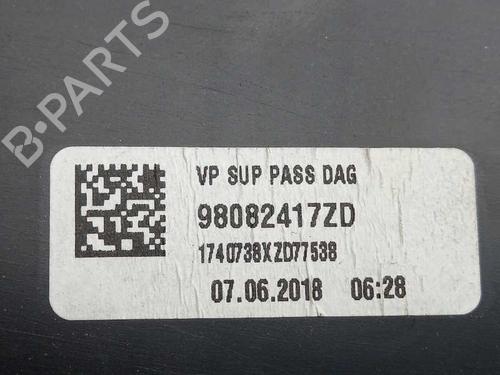 B-PARTS
VP SUP PASS DAG
98082417ZD
1740738XZD77538
07.06.2018 06:28